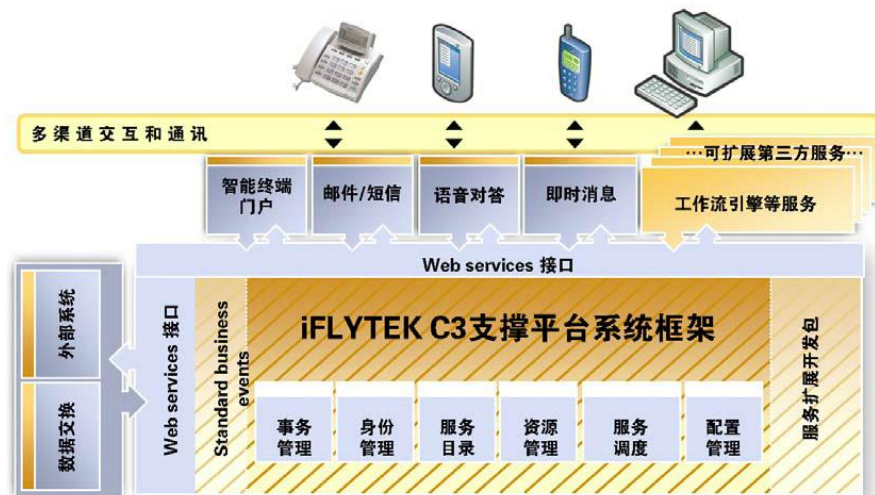 多渠道交互和通讯
…可扩展第三方服务…
智能终端
门户
邮件/短信
语音对答
即时消息
工作流引擎等服务
Web services 接口
外部系统
数据交换
Web services 接口
Standard business
events
iFLYTEK C3支撑平台系统框架
事务
管理
身份
管理
服务
目录
资源
管理
服务
调度
配置
管理
服务扩展开发包